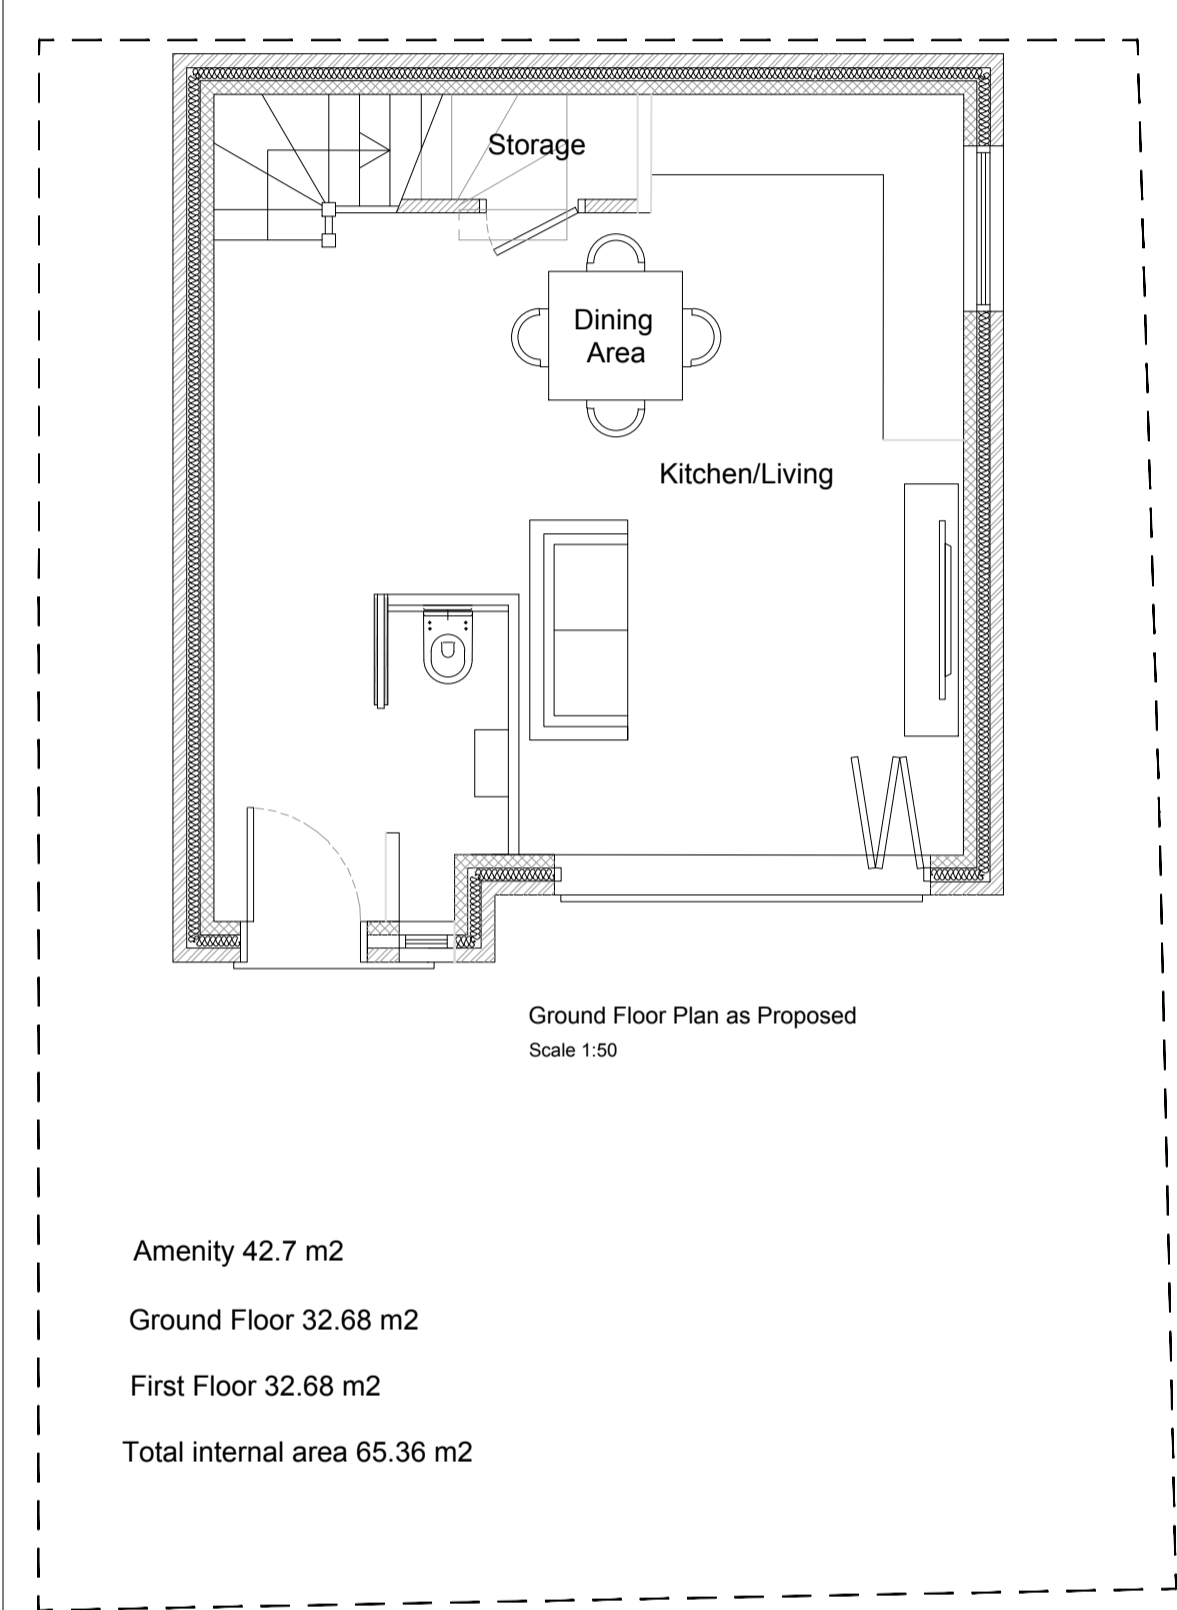 Storage
Dining
Area
Kitchen/Living
Ground Floor Plan as Proposed
Scale 1:50
Amenity 42.7 m2
Ground Floor 32.68 m2
First Floor 32.68 m2
Total internal area 65.36 m2